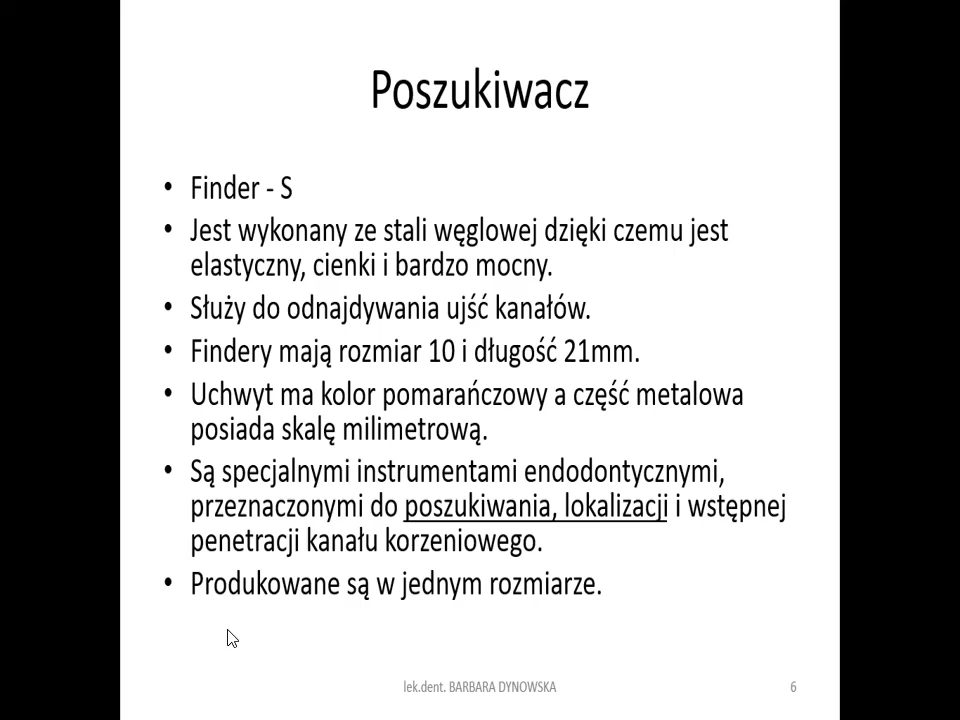 Poszukiwacz
• Finder - S
• Jest wykonany ze stali węglowej dzięki czemu jest
elastyczny, cienki i bardzo mocny.
• Służy do odnajdywania ujść kanałów.
• Findery mają rozmiar 10 i długość 21mm.
• Uchwyt ma kolor pomarańczowy a część metalowa
posiada skalę milimetrową.
• Są specjalnymi instrumentami endodontycznymi,
przeznaczonymi do poszukiwania, lokalizacji i wstępnej
penetracji kanału korzeniowego.
• Produkowane są w jednym rozmiarze.
lek.dent. BARBARA DYNOWSKA
6